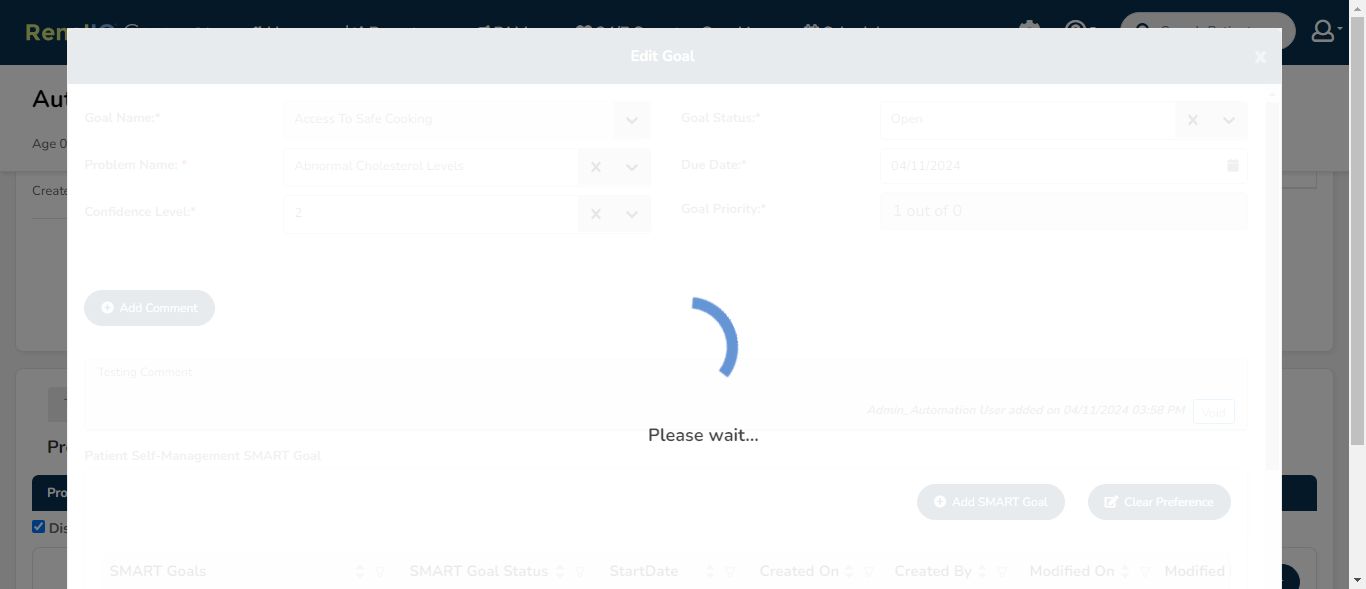 Edit Goal
x
Aut
Age 0
Create
Goal Name:*
Access To Safe Cooking
Goal Status:*
Open
Problem Name: *
Abnormal Cholesterol Levels
Due Date:*
04/11/2024
Confidence Level:*
2
Goal Priority:*
1 out of 0
Add Comment
Testing Comment
Admin_Automation User added on 04/11/2024 03:58 PM
Void
Please wait...
Patient Self-Management SMART Goal
Pr
Pro
Dis
Add SMART Goal
Clear Preference
SMART Goals
SMART Goal Status
StartDate
Created On
Created By
Modified On
Modified